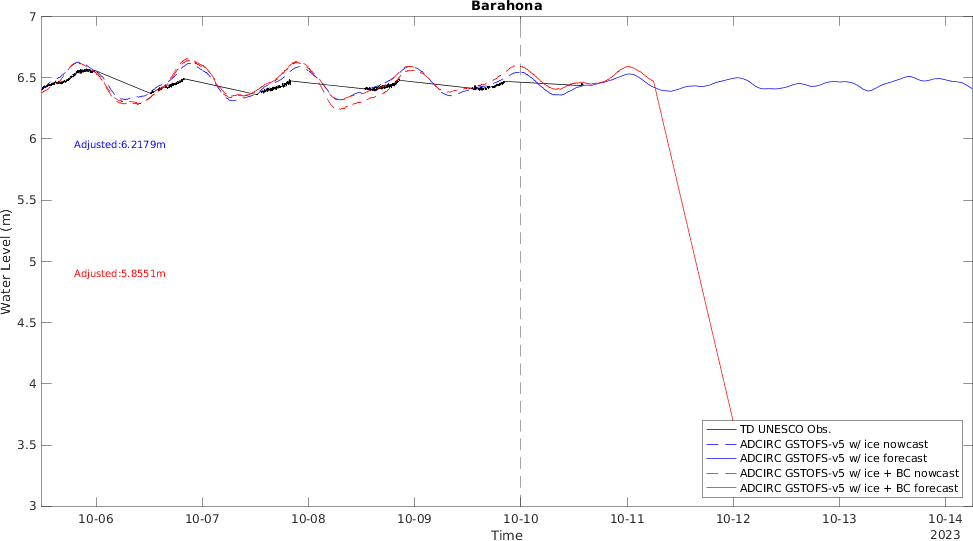 Barahona
7
6.5
6
5.5
5
4.5
4
3.5
3
Water Level (m)
Adjusted:6.2179m
Adjusted:5.8551m
TD UNESCO Obs.
ADCIRC GSTOFS-v5 w/ ice nowcast
ADCIRC GSTOFS-v5 w/ ice forecast
ADCIRC GSTOFS-v5 w/ ice + BC nowcast
ADCIRC GSTOFS-v5 w/ ice + BC forecast
10-06 10-07 10-08 10-09 10-10 10-11 10-12 10-13 10-14
Time
2023